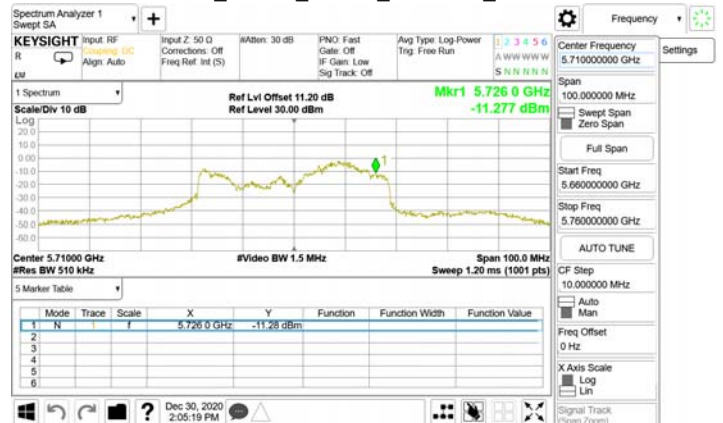 Spectrum Analyzer 1
Swept SA
Frequency
Settings
KEYSIGHT
R
LXI
Input: RF
Coupling: DC
Align: Auto
Input Z: 50 Ω
Corrections: Off
Freq Ref: Int (S)
#Atten: 30 dB
PNO: Fast
Gate: Off
IF Gain: Low
Sig Track: Off
Avg Type: Log-Power
Trig: Free Run
1 2 3 4 5 6
A W W W W W
S N N N N N
1 Spectrum
Scale/Div 10 dB
Ref Lvl Offset 11.20 dB
Ref Level 30.00 dBm
Mkr1 5.726 0 GHz
-11.277 dBm
Log
20.0
10.0
0.00
-10.0
-20.0
-30.0
-40.0
-50.0
-60.0
1
Center 5.71000 GHz
#Res BW 510 kHz
#Video BW 1.5 MHz
Span 100.0 MHz
Sweep 1.20 ms (1001 pts)
5 Marker Table
Mode Trace Scale X Y Function Function Width Function Value
1 N 1 f 5.726 0 GHz -11.28 dBm
2
3
4
5
6
Center Frequency
5.710000000 GHz
Span
100.000000 MHz
Swept Span
Zero Span
Full Span
Start Freq
5.660000000 GHz
Stop Freq
5.760000000 GHz
AUTO TUNE
CF Step
10.000000 MHz
Auto
Man
Freq Offset
0 Hz
X Axis Scale
Log
Lin
Signal Track
(Span Zoom)
?
Dec 30, 2020
2:05:19 PM